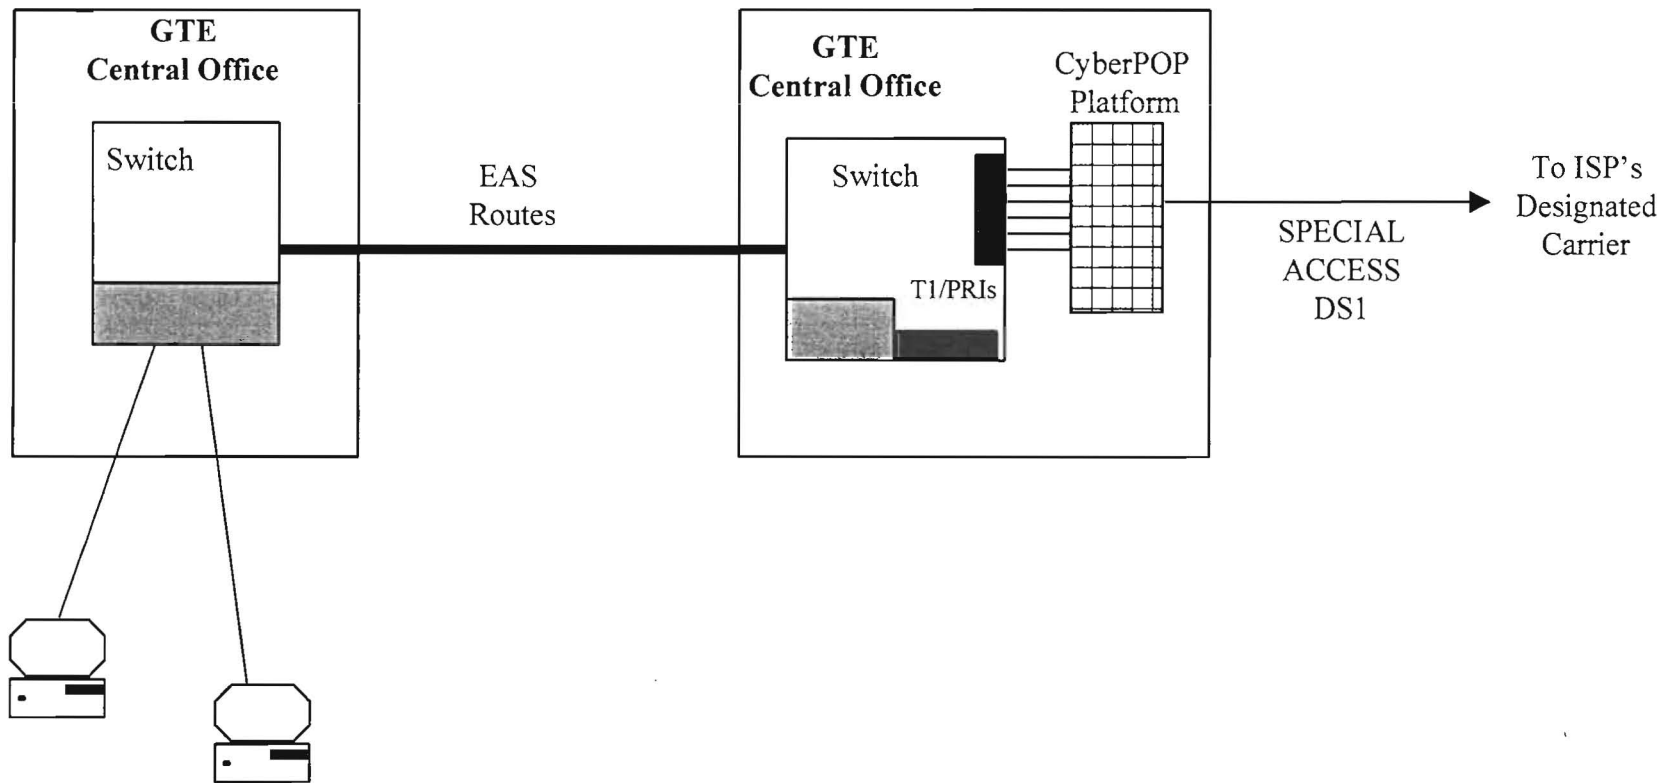 GTE
Central Office
Switch
EAS
Routes
GTE
Central Office
Switch
T1/PRIs
CyberPOP
Platform
SPECIAL
ACCESS
DS1
To ISP's
Designated
Carrier